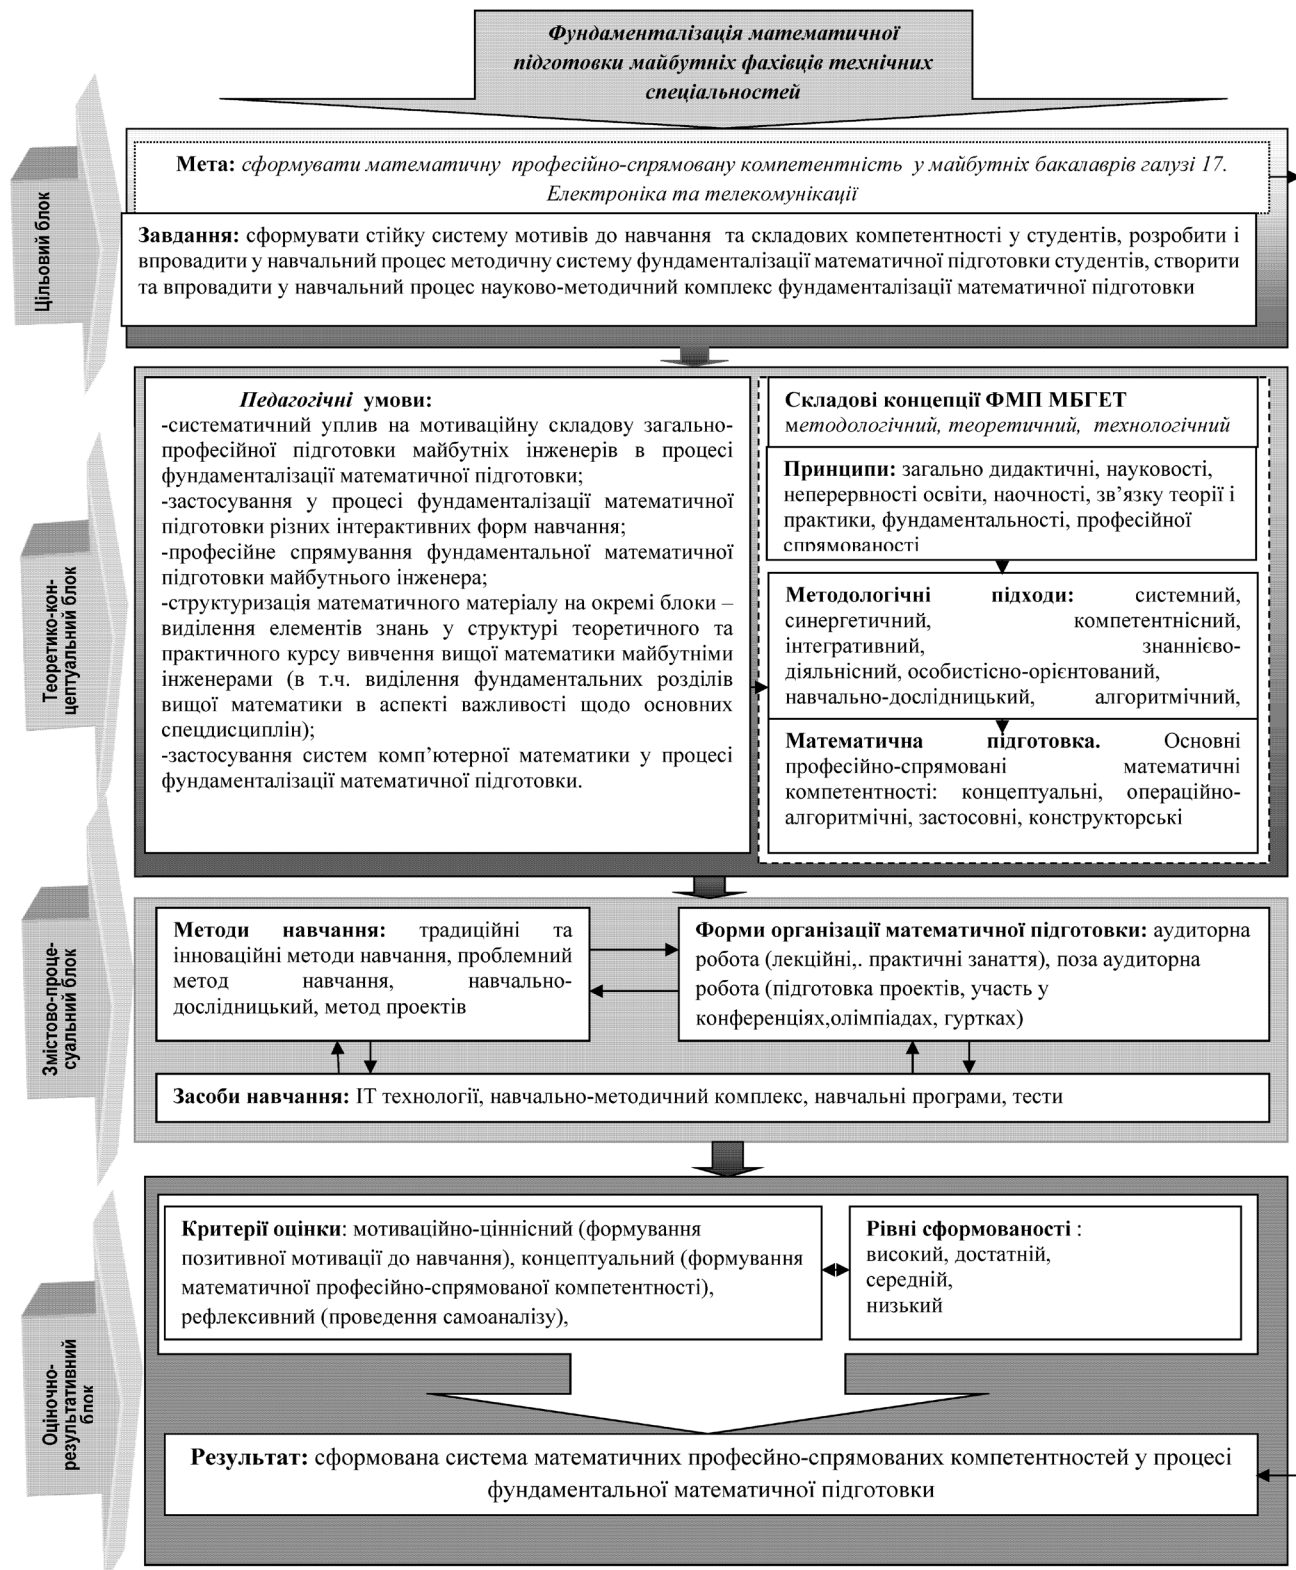 Фундаменталізація математичної
підготовки майбутніх фахівців технічних
спеціальностей
Цільовий блок
Мета: сформувати математичну професійно-спрямовану компетентність у майбутніх бакалаврів галузі 17.
Електроніка та телекомунікації
Завдання: сформувати стійку систему мотивів до навчання та складових компетентності у студентів, розробити і
впровадити у навчальний процес методичну систему фундаменталізації математичної підготовки студентів, створити
та впровадити у навчальний процес науково-методичний комплекс фундаменталізації математичної підготовки
Теоретико-кон-
цептуальний блок
Педагогічні умови:
-систематичний уплив на мотиваційну складову загально-
професійної підготовки майбутніх інженерів в процесі
фундаменталізації математичної підготовки;
-застосування у процесі фундаменталізації математичної
підготовки різних інтерактивних форм навчання;
-професійне спрямування фундаментальної математичної
підготовки майбутнього інженера;
-структуризація математичного матеріалу на окремі блоки –
виділення елементів знань у структурі теоретичного та
практичного курсу вивчення вищої математики майбутніми
інженерами (в т.ч. виділення фундаментальних розділів
вищої математики в аспекті важливості щодо основних
спецдисциплін);
-застосування систем комп’ютерної математики у процесі
фундаменталізації математичної підготовки.
Складові концепції ФМП МБГЕТ
методологічний, теоретичний, технологічний
Принципи: загально дидактичні, науковості,
неперервності освіти, наочності, зв’язку теорії і
практики, фундаментальності, професійної
спрямованості
Методологічні підходи: системний,
синергетичний, компетентнісний,
інтегративний, знаннієво-
діяльнісний, особистісно-орієнтований,
навчально-дослідницький, алгоритмічний,
Математична підготовка. Основні
професійно-спрямовані математичні
компетентності: концептуальні, операційно-
алгоритмічні, застосовні, конструкторські
Змістово-проце-
суальний блок
Методи навчання: традиційні та
інноваційні методи навчання, проблемний
метод навчання, навчально-
дослідницький, метод проектів
Форми організації математичної підготовки: аудиторна
робота (лекційні,. практичні занаття), поза аудиторна
робота (підготовка проектів, участь у
конференціях,олімпіадах, гуртках)
Засоби навчання: ІТ технології, навчально-методичний комплекс, навчальні програми, тести
Оціночно-
результативний
блок
Критерії оцінки: мотиваційно-ціннісний (формування
позитивної мотивації до навчання), концептуальний (формування
математичної професійно-спрямованої компетентності),
рефлексивний (проведення самоаналізу),
Рівні сформованості :
високий, достатній,
середній,
низький
Результат: сформована система математичних професйно-спрямованих компетентностей у процесі
фундаментальної математичної підготовки